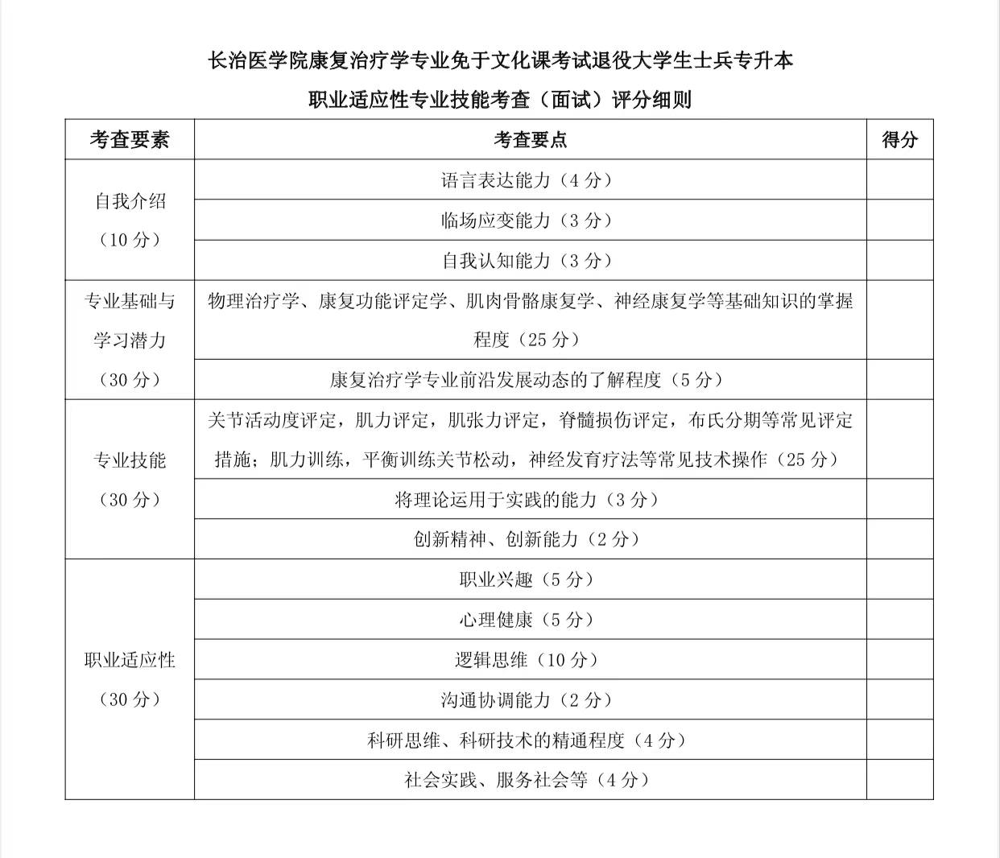 长治医学院康复治疗学专业免于文化课考试退役大学生士兵专升本
职业适应性专业技能考查（面试）评分细则
考查要素
考查要点
得分
自我介绍
（10 分）
语言表达能力（4 分）
临场应变能力（3 分）
自我认知能力（3 分）
专业基础与
学习潜力
（30 分）
物理治疗学、康复功能评定学、肌肉骨骼康复学、神经康复学等基础知识的掌握
程度（25 分）
康复治疗学专业前沿发展动态的了解程度（5 分）
专业技能
（30 分）
关节活动度评定，肌力评定，肌张力评定，脊髓损伤评定，布氏分期等常见评定
措施；肌力训练，平衡训练关节松动，神经发育疗法等常见技术操作（25 分）
将理论运用于实践的能力（3 分）
创新精神、创新能力（2 分）
职业适应性
（30 分）
职业兴趣（5 分）
心理健康（5 分）
逻辑思维（10 分）
沟通协调能力（2 分）
科研思维、科研技术的精通程度（4 分）
社会实践、服务社会等（4 分）